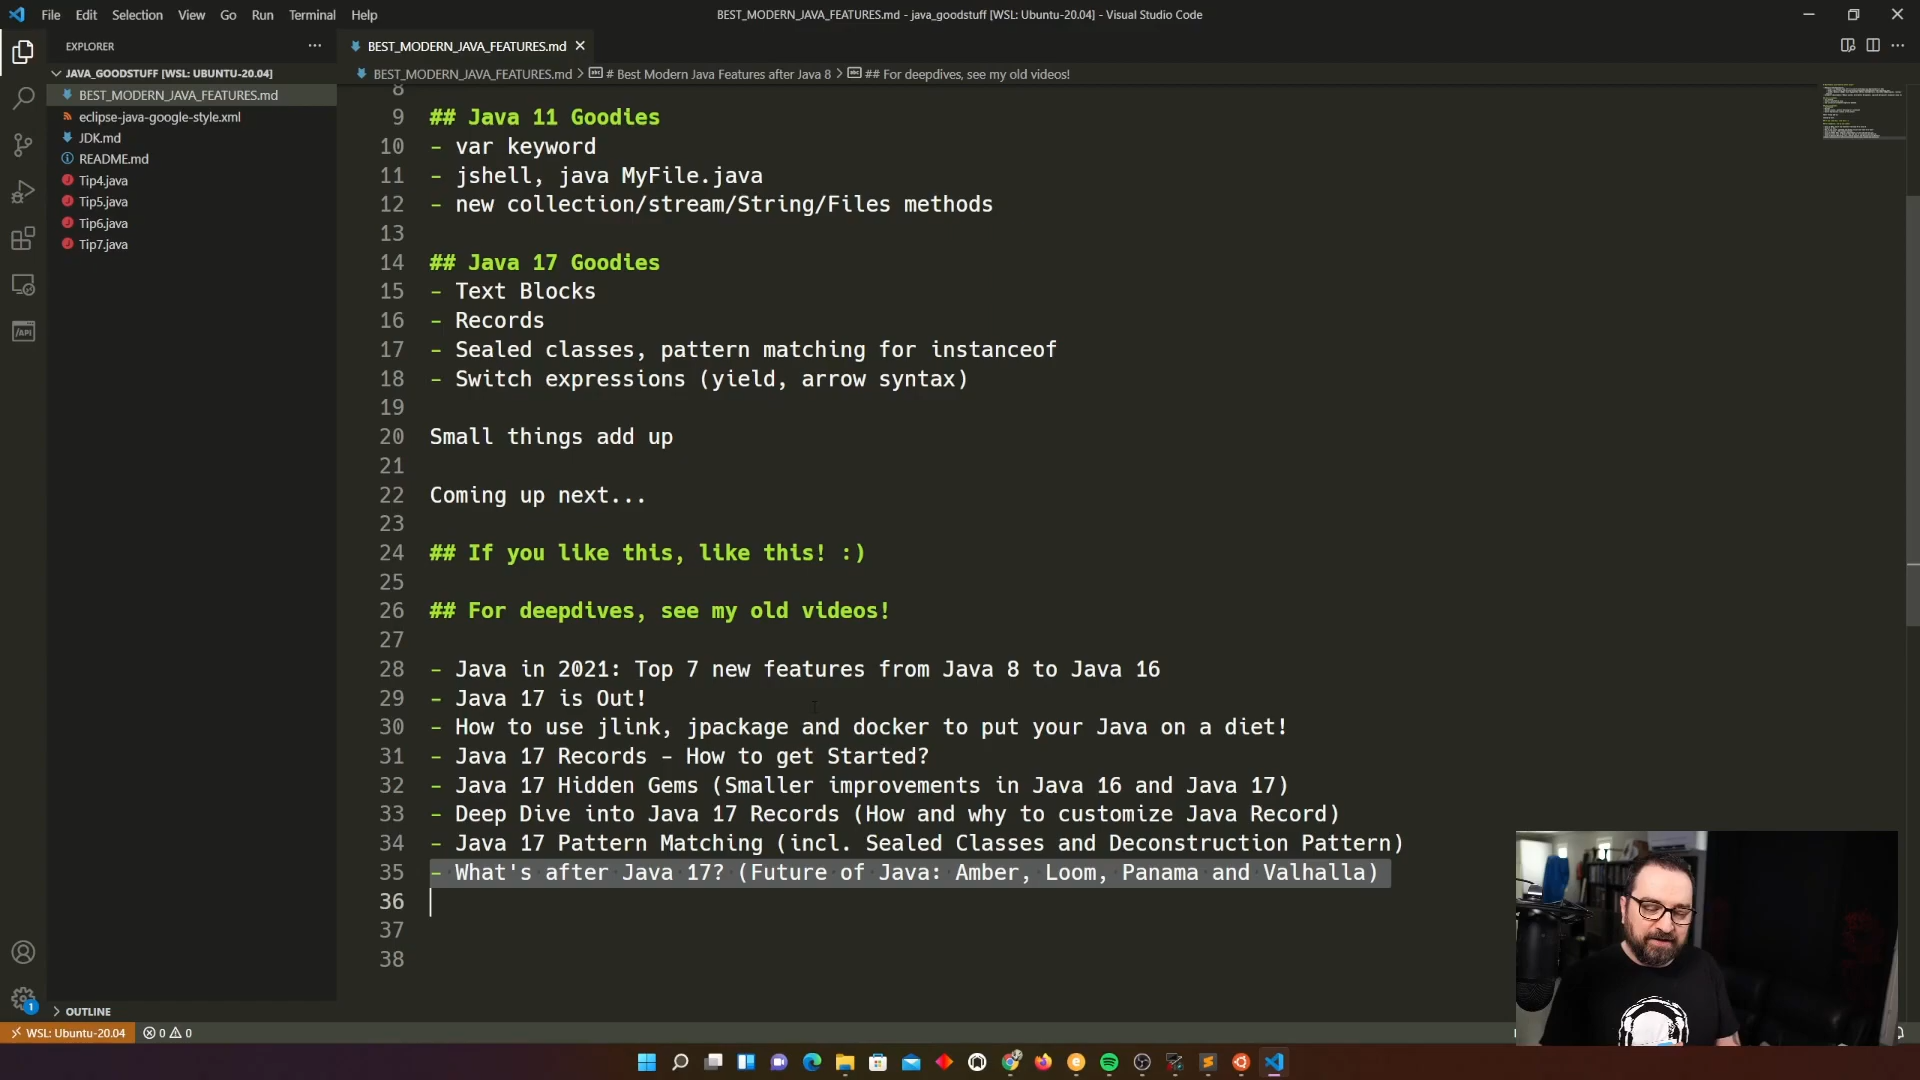 File Edit Selection View Go Run Terminal Help
BEST_MODERN_JAVA_FEATURES.md - java_goodstuff [WSL: Ubuntu-20.04] - Visual Studio Code
EXPLORER
BEST_MODERN_JAVA_FEATURES.md
JAVA_GOODSTUFF [WSL: UBUNTU-20.04]
BEST_MODERN_JAVA_FEATURES.md > # Best Modern Java Features after Java 8 > ## For deepdives, see my old videos!
BEST_MODERN_JAVA_FEATURES.md
eclipse-java-google-style.xml
JDK.md
README.md
Tip4.java
Tip5.java
Tip6.java
Tip7.java
8
9 ## Java 11 Goodies
10 - var keyword
11 - jshell, java MyFile.java
12 - new collection/stream/String/Files methods
13
14 ## Java 17 Goodies
15 - Text Blocks
16 - Records
17 - Sealed classes, pattern matching for instanceof
18 - Switch expressions (yield, arrow syntax)
19
20 Small things add up
21
22 Coming up next...
23
24 ## If you like this, like this! :)
25
26 ## For deepdives, see my old videos!
27
28 - Java in 2021: Top 7 new features from Java 8 to Java 16
29 - Java 17 is Out!
30 - How to use jlink, jpackage and docker to put your Java on a diet!
31 - Java 17 Records - How to get Started?
32 - Java 17 Hidden Gems (Smaller improvements in Java 16 and Java 17)
33 - Deep Dive into Java 17 Records (How and why to customize Java Record)
34 - Java 17 Pattern Matching (incl. Sealed Classes and Deconstruction Pattern)
35 - What's after Java 17? (Future of Java: Amber, Loom, Panama and Valhalla)
36
37
38
/API
1
OUTLINE
WSL: Ubuntu-20.04 0 0